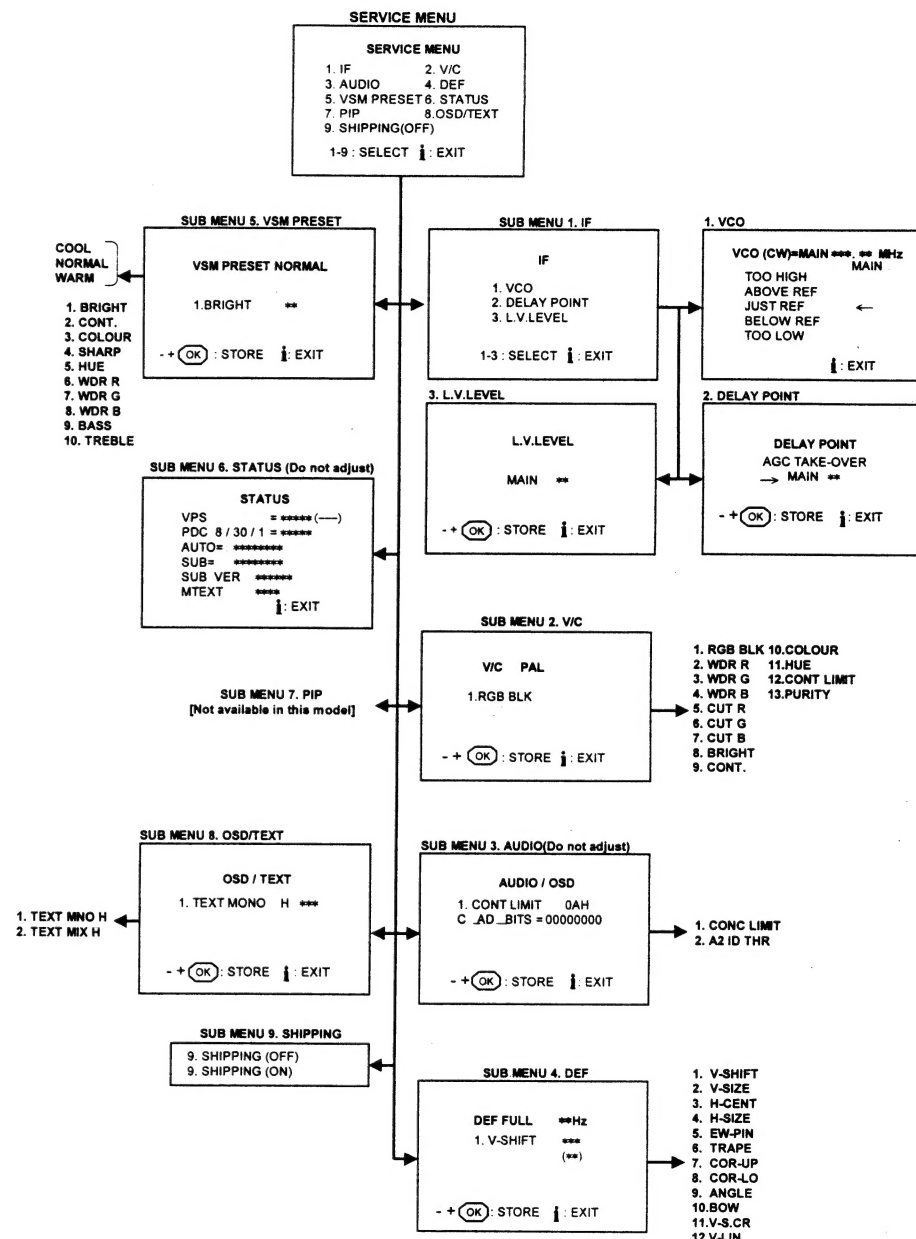 SERVICE MENU
SERVICE MENU
1. IF 2. V/C
3. AUDIO 4. DEF
5. VSM PRESET 6. STATUS
7. PIP 8.OSD/TEXT
9. SHIPPING(OFF)
1-9 : SELECT i : EXIT
SUB MENU 5. VSM PRESET
COOL
NORMAL
WARM
VSM PRESET NORMAL
1.BRIGHT **
- + OK : STORE i : EXIT
1. BRIGHT
2. CONT.
3. COLOUR
4. SHARP
5. HUE
6. WDR R
7. WDR G
8. WDR B
9. BASS
10. TREBLE
SUB MENU 1. IF
IF
1. VCO
2. DELAY POINT
3. L.V.LEVEL
1-3 : SELECT i : EXIT
1. VCO
VCO (CW)=MAIN ***. ** MHz
MAIN
TOO HIGH
ABOVE REF
JUST REF ←
BELOW REF
TOO LOW
i : EXIT
3. L.V.LEVEL
L.V.LEVEL
MAIN **
- + OK : STORE i : EXIT
2. DELAY POINT
DELAY POINT
AGC TAKE-OVER
→ MAIN **
- + OK : STORE i : EXIT
SUB MENU 6. STATUS (Do not adjust)
STATUS
VPS = *****(––)
PDC 8 / 30 / 1 = *****
AUTO= ********
SUB= ********
SUB VER ******
MTEXT ****
i : EXIT
SUB MENU 2. V/C
V/C PAL
1.RGB BLK
- + OK : STORE i : EXIT
1. RGB BLK 10.COLOUR
2. WDR R 11.HUE
3. WDR G 12.CONT LIMIT
4. WDR B 13.PURITY
5. CUT R
6. CUT G
7. CUT B
8. BRIGHT
9. CONT.
SUB MENU 7. PIP
[Not available in this model]
SUB MENU 8. OSD/TEXT
OSD / TEXT
1. TEXT MONO H ***
- + OK : STORE i : EXIT
1. TEXT MNO H
2. TEXT MIX H
SUB MENU 3. AUDIO(Do not adjust)
AUDIO / OSD
1. CONT LIMIT 0AH
C _AD _BITS = 00000000
- + OK : STORE i : EXIT
1. CONC LIMIT
2. A2 ID THR
SUB MENU 9. SHIPPING
9. SHIPPING (OFF)
9. SHIPPING (ON)
SUB MENU 4. DEF
DEF FULL **Hz
1. V-SHIFT ***
(**)
- + OK : STORE i : EXIT
1. V-SHIFT
2. V-SIZE
3. H-CENT
4. H-SIZE
5. EW-PIN
6. TRAPE
7. COR-UP
8. COR-LO
9. ANGLE
10.BOW
11.V-S.CR
12.V-LIN